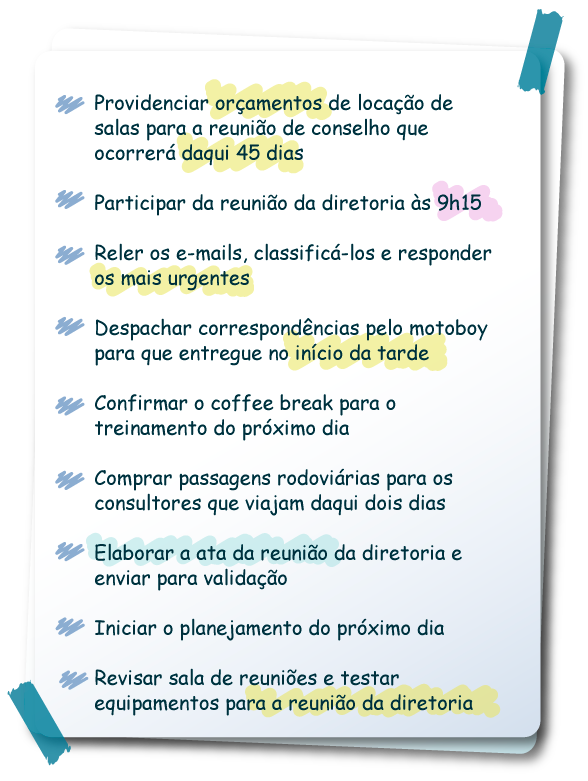 Providenciar orçamentos de locação de
salas para a reunião de conselho que
ocorrerá daqui 45 dias
Participar da reunião da diretoria às 9h15
Reler os e-mails, classificá-los e responder
os mais urgentes
Despachar correspondências pelo motoboy
para que entregue no início da tarde
Confirmar o coffee break para o
treinamento do próximo dia
Comprar passagens rodoviárias para os
consultores que viajam daqui dois dias
Elaborar a ata da reunião da diretoria e
enviar para validação
Iniciar o planejamento do próximo dia
Revisar sala de reuniões e testar
equipamentos para a reunião da diretoria